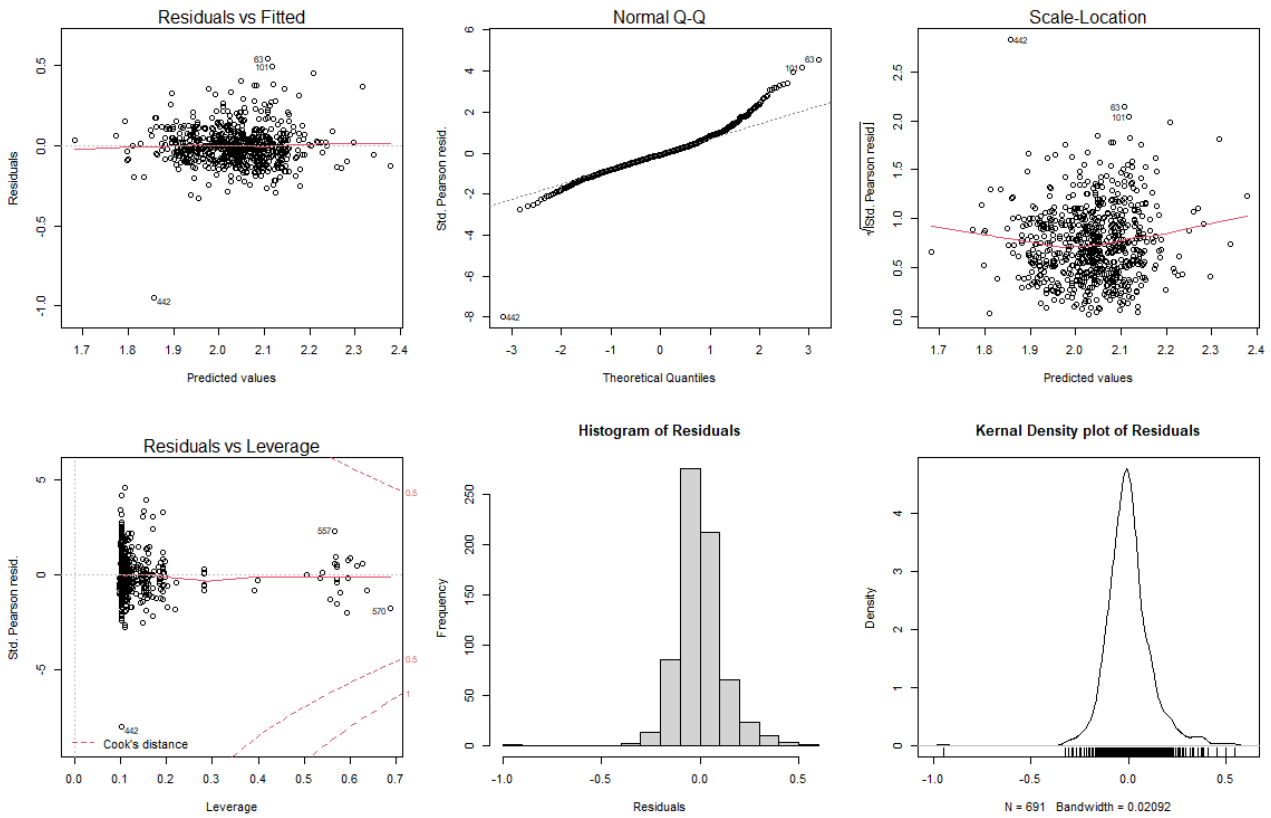 Residuals vs Fitted
Residuals
0.5
0.0
-0.5
-1.0
63
101
442
1.7 1.8 1.9 2.0 2.1 2.2 2.3 2.4
Predicted values
Normal Q-Q
Std. Pearson resid.
6
4
2
0
-2
-4
-6
-8
101 63
442
-3 -2 -1 0 1 2 3
Theoretical Quantiles
Scale-Location
√|Std. Pearson resid.|
2.5
2.0
1.5
1.0
0.5
0.0
442
63
101
1.7 1.8 1.9 2.0 2.1 2.2 2.3 2.4
Predicted values
Residuals vs Leverage
Std. Pearson resid.
5
0
-5
557
570
442
0.5
0.5
1
Cook's distance
0.0 0.1 0.2 0.3 0.4 0.5 0.6 0.7
Leverage
Histogram of Residuals
Frequency
250
200
150
100
50
0
-1.0 -0.5 0.0 0.5
Residuals
Kernal Density plot of Residuals
Density
4
3
2
1
0
-1.0 -0.5 0.0 0.5
N = 691 Bandwidth = 0.02092